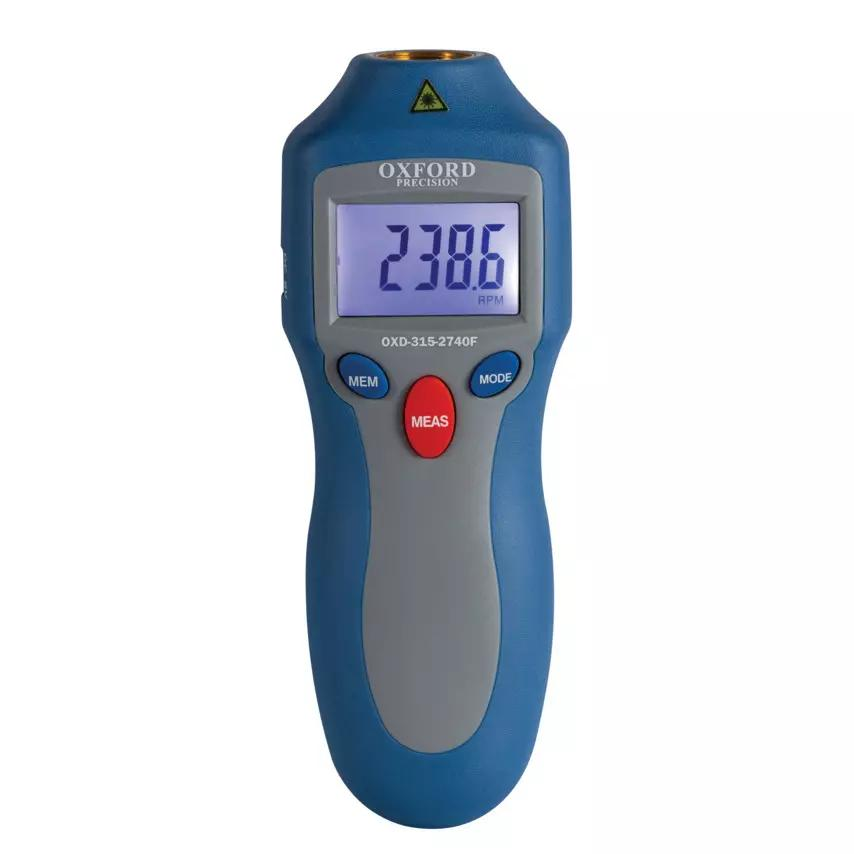 OXFORD
PRECISION
238.6
RPM
OXD-315-2740F
MEM
MODE
MEAS